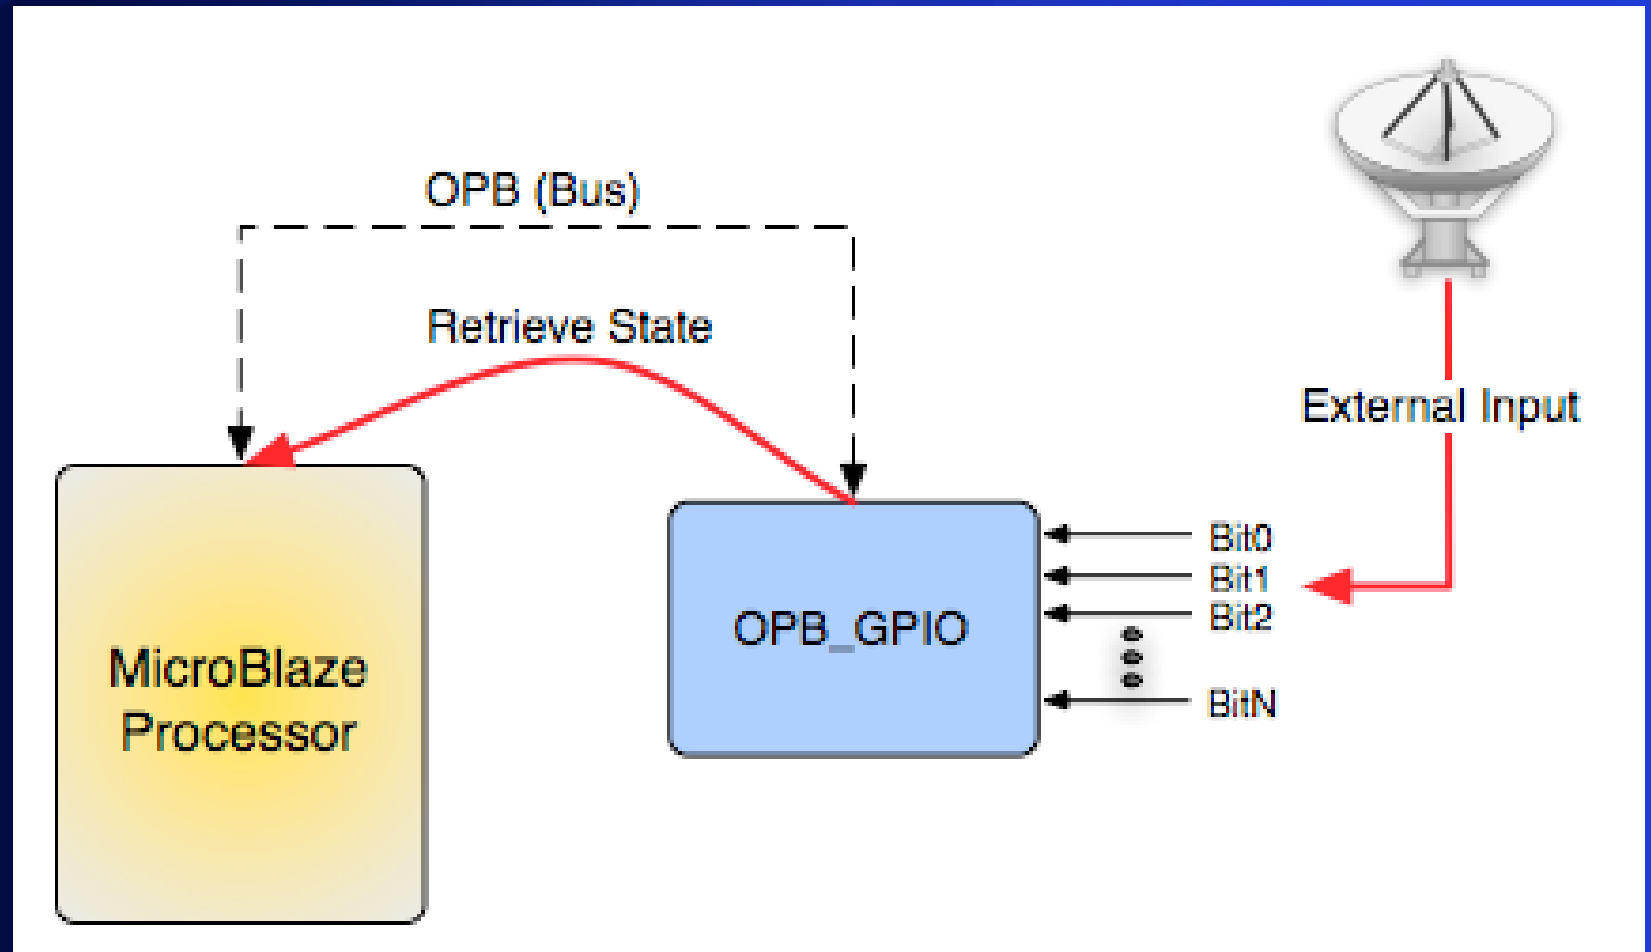 OPB (Bus)
Retrieve State
External Input
Bit0
Bit1
Bit2
BitN
OPB_GPIO
MicroBlaze
Processor